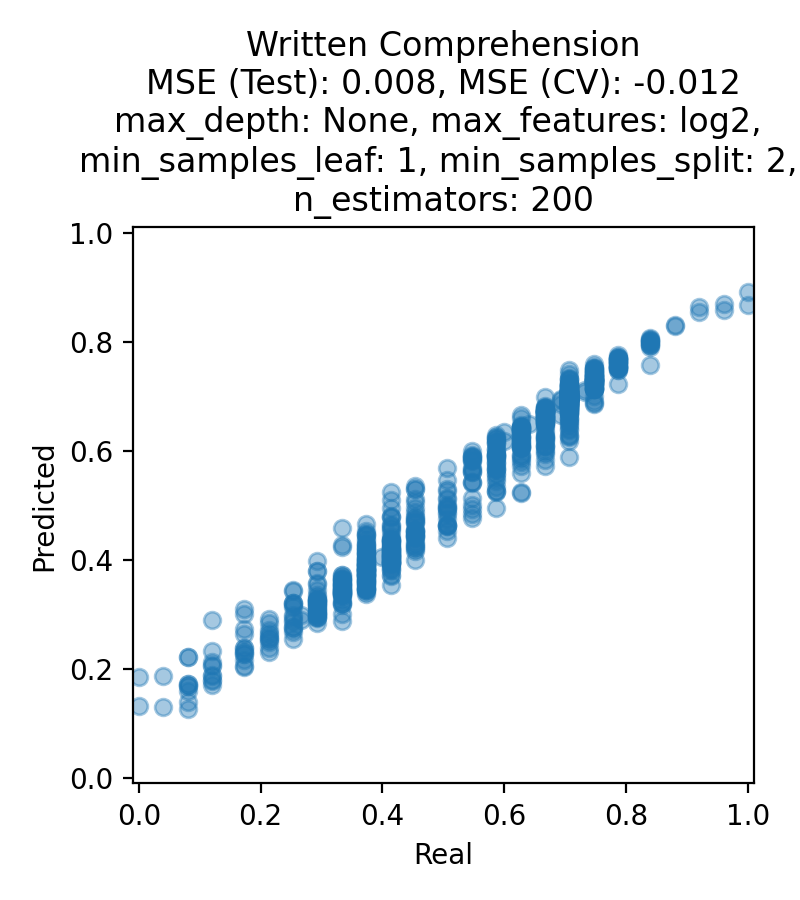 Written Comprehension
MSE (Test): 0.008, MSE (CV): -0.012
max_depth: None, max_features: log2,
min_samples_leaf: 1, min_samples_split: 2,
n_estimators: 200
1.0
0.8
0.6
0.4
0.2
0.0
Predicted
0.0 0.2 0.4 0.6 0.8 1.0
Real